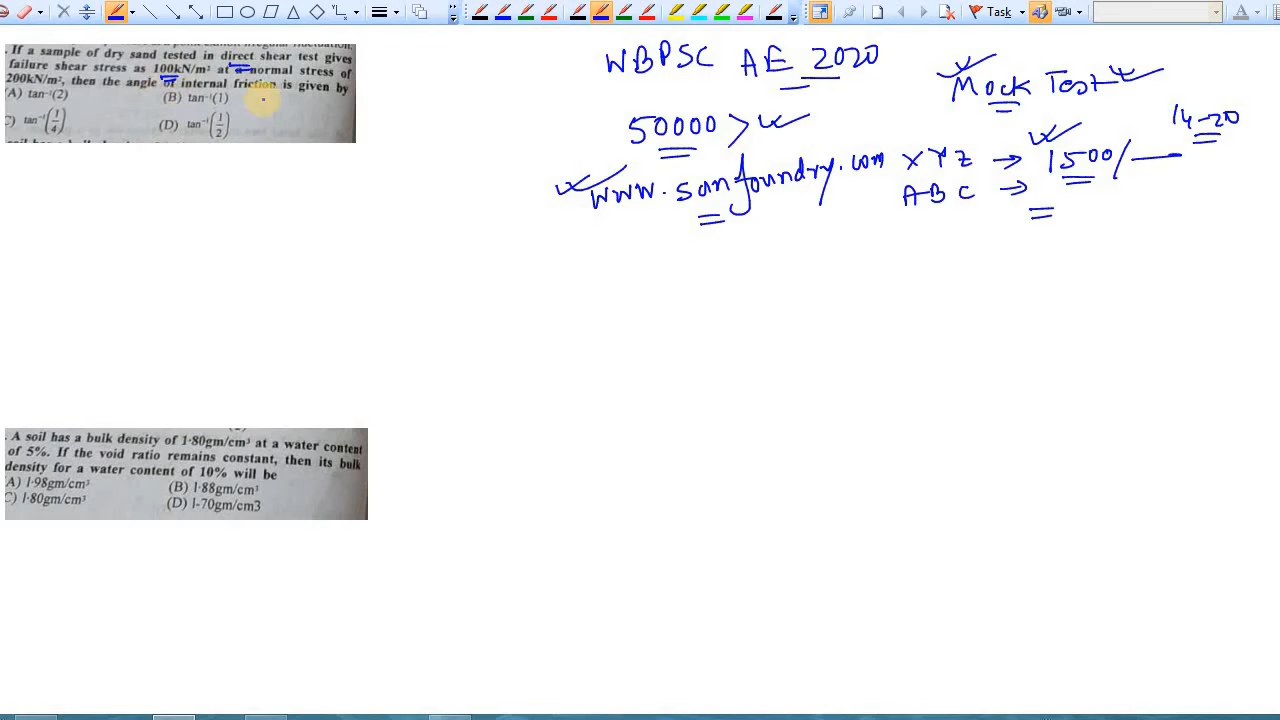 Task
A
. If a sample of dry sand tested in direct shear test gives
failure shear stress as 100kN/m² at a normal stress of
200kN/m², then the angle of internal friction is given by
(A) tan⁻¹(2) (B) tan⁻¹(1)
C) tan⁻¹(1/4) (D) tan⁻¹(1/2)
WBPSC AE 2020
Mock Test
50000 >
14-20
www.sanfoundry.com XYZ → 1500/—
ABC →
. A soil has a bulk density of 1·80gm/cm³ at a water content
of 5%. If the void ratio remains constant, then its bulk
density for a water content of 10% will be
A) 1·98gm/cm³ (B) 1·88gm/cm³
C) 1·80gm/cm³ (D) 1-70gm/cm3